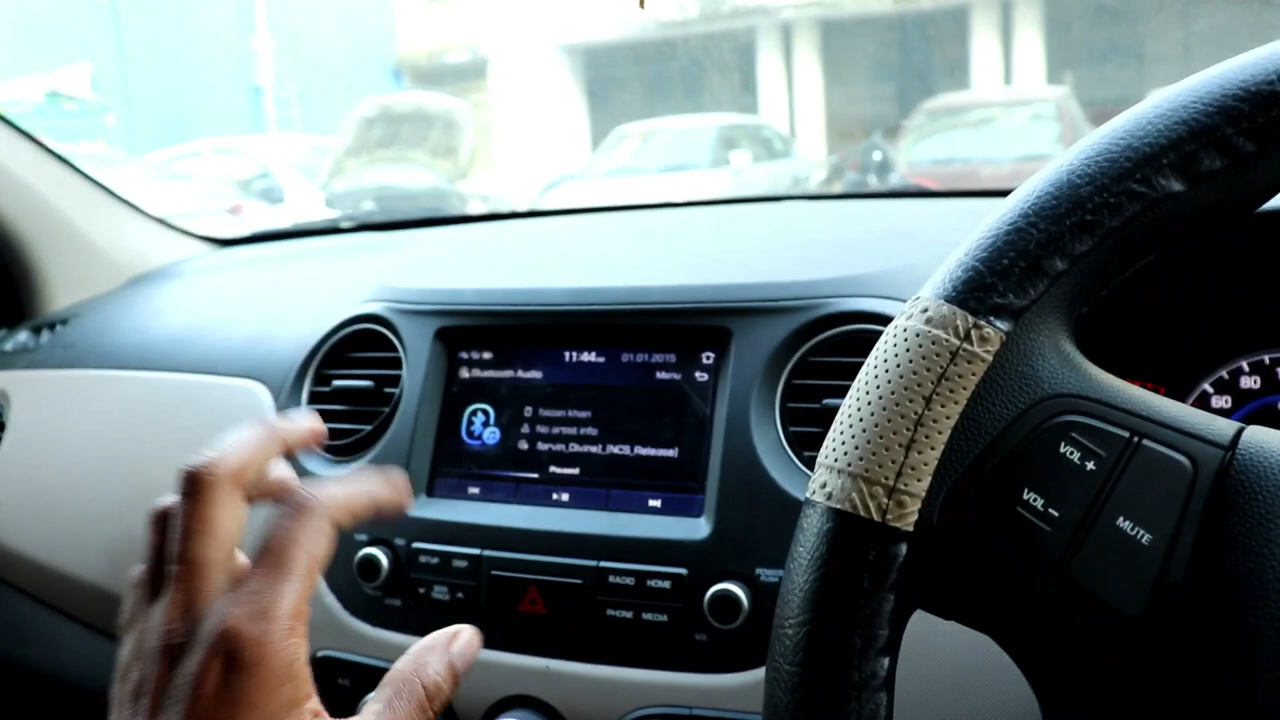 11:44 01.01.2015
Bluetooth Audio Menu
faizan khan
No artist info
Paused
SETUP DISP
RADIO HOME
PHONE MEDIA
VOL
VOL +
VOL -
MUTE
80
60